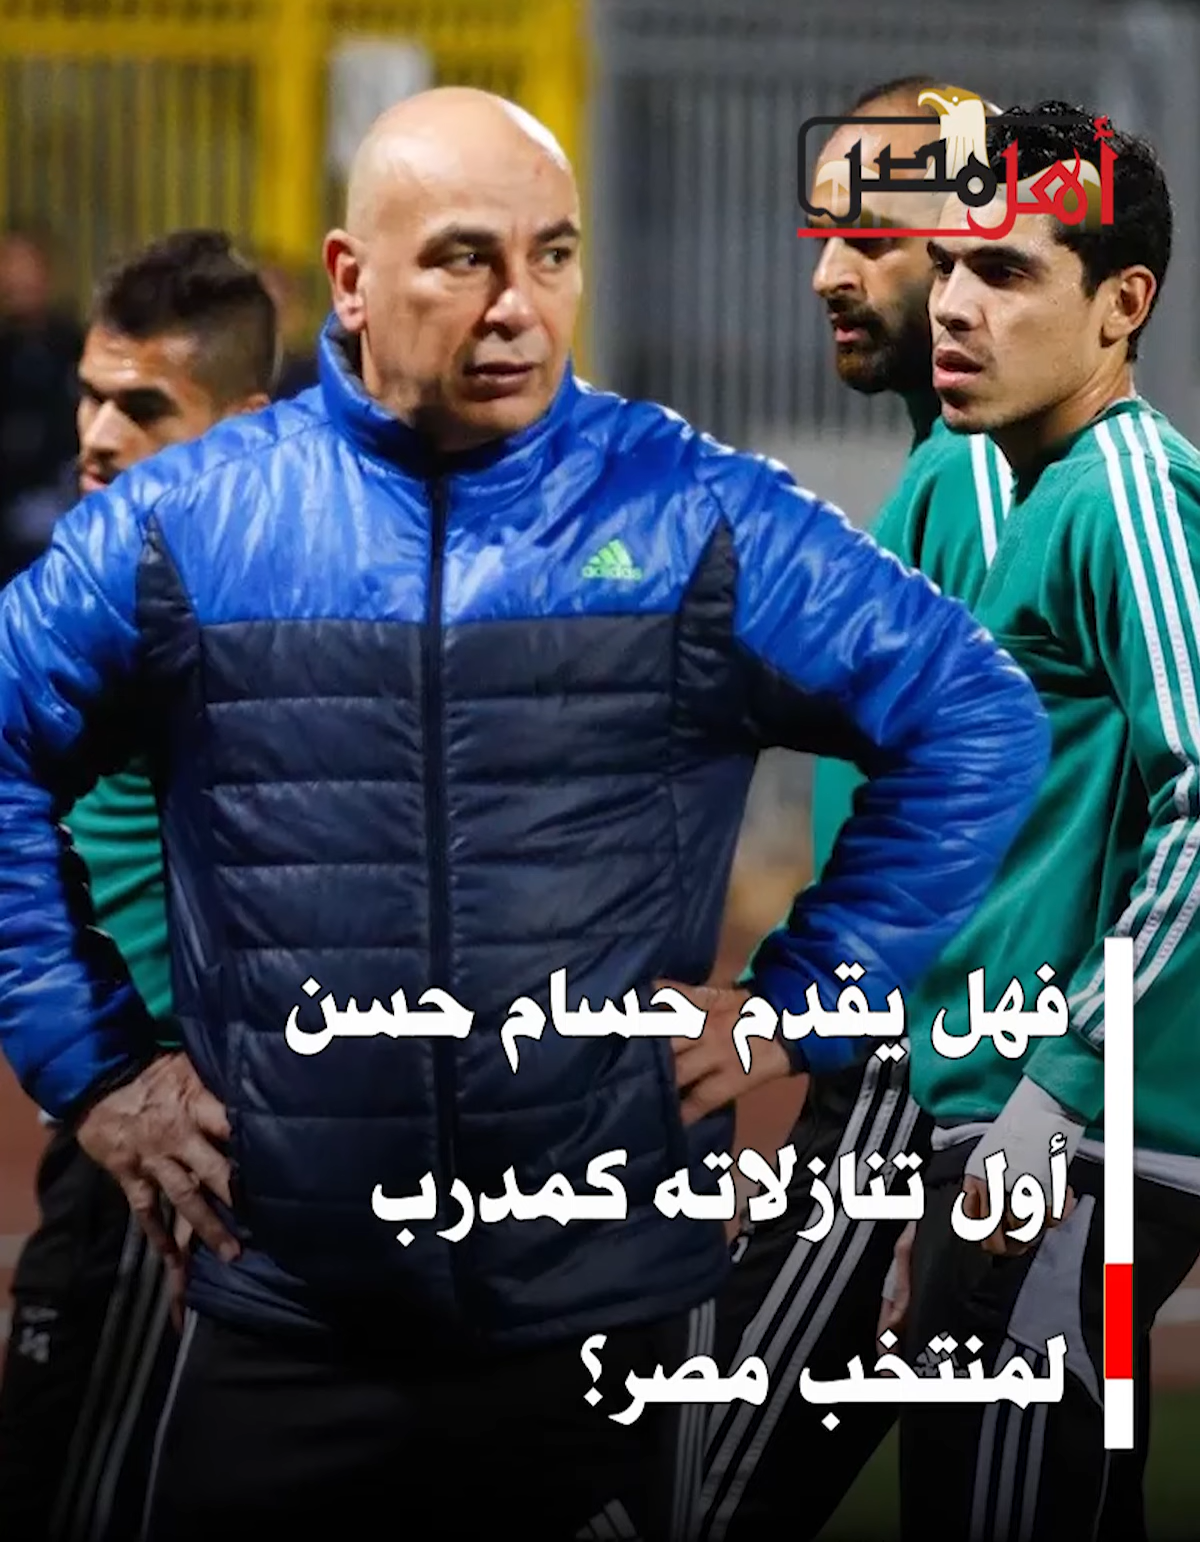 أهل مصر
adidas
فهل يقدم حسام حسن
أول تنازلاته كمدرب
لمنتخب مصر؟